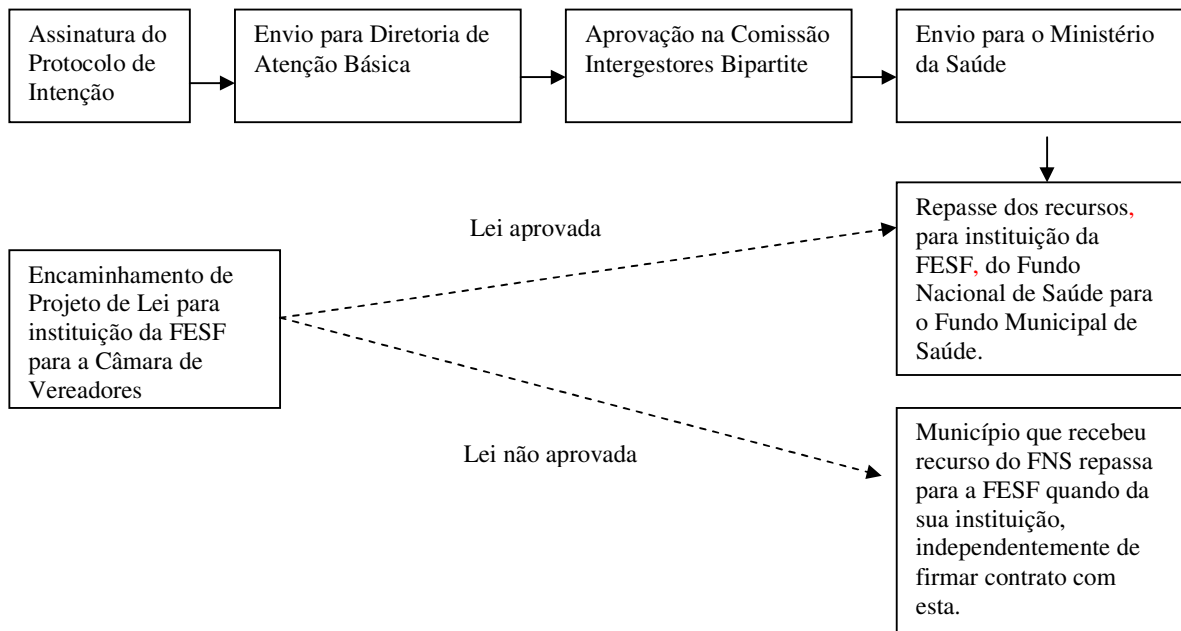 Assinatura do
Protocolo de
Intenção
Envio para Diretoria de
Atenção Básica
Aprovação na Comissão
Intergestores Bipartite
Envio para o Ministério
da Saúde
Lei aprovada
Repasse dos recursos,
para instituição da
FESF, do Fundo
Nacional de Saúde para
o Fundo Municipal de
Saúde.
Encaminhamento de
Projeto de Lei para
instituição da FESF
para a Câmara de
Vereadores
Lei não aprovada
Município que recebeu
recurso do FNS repassa
para a FESF quando da
sua instituição,
independentemente de
firmar contrato com
esta.